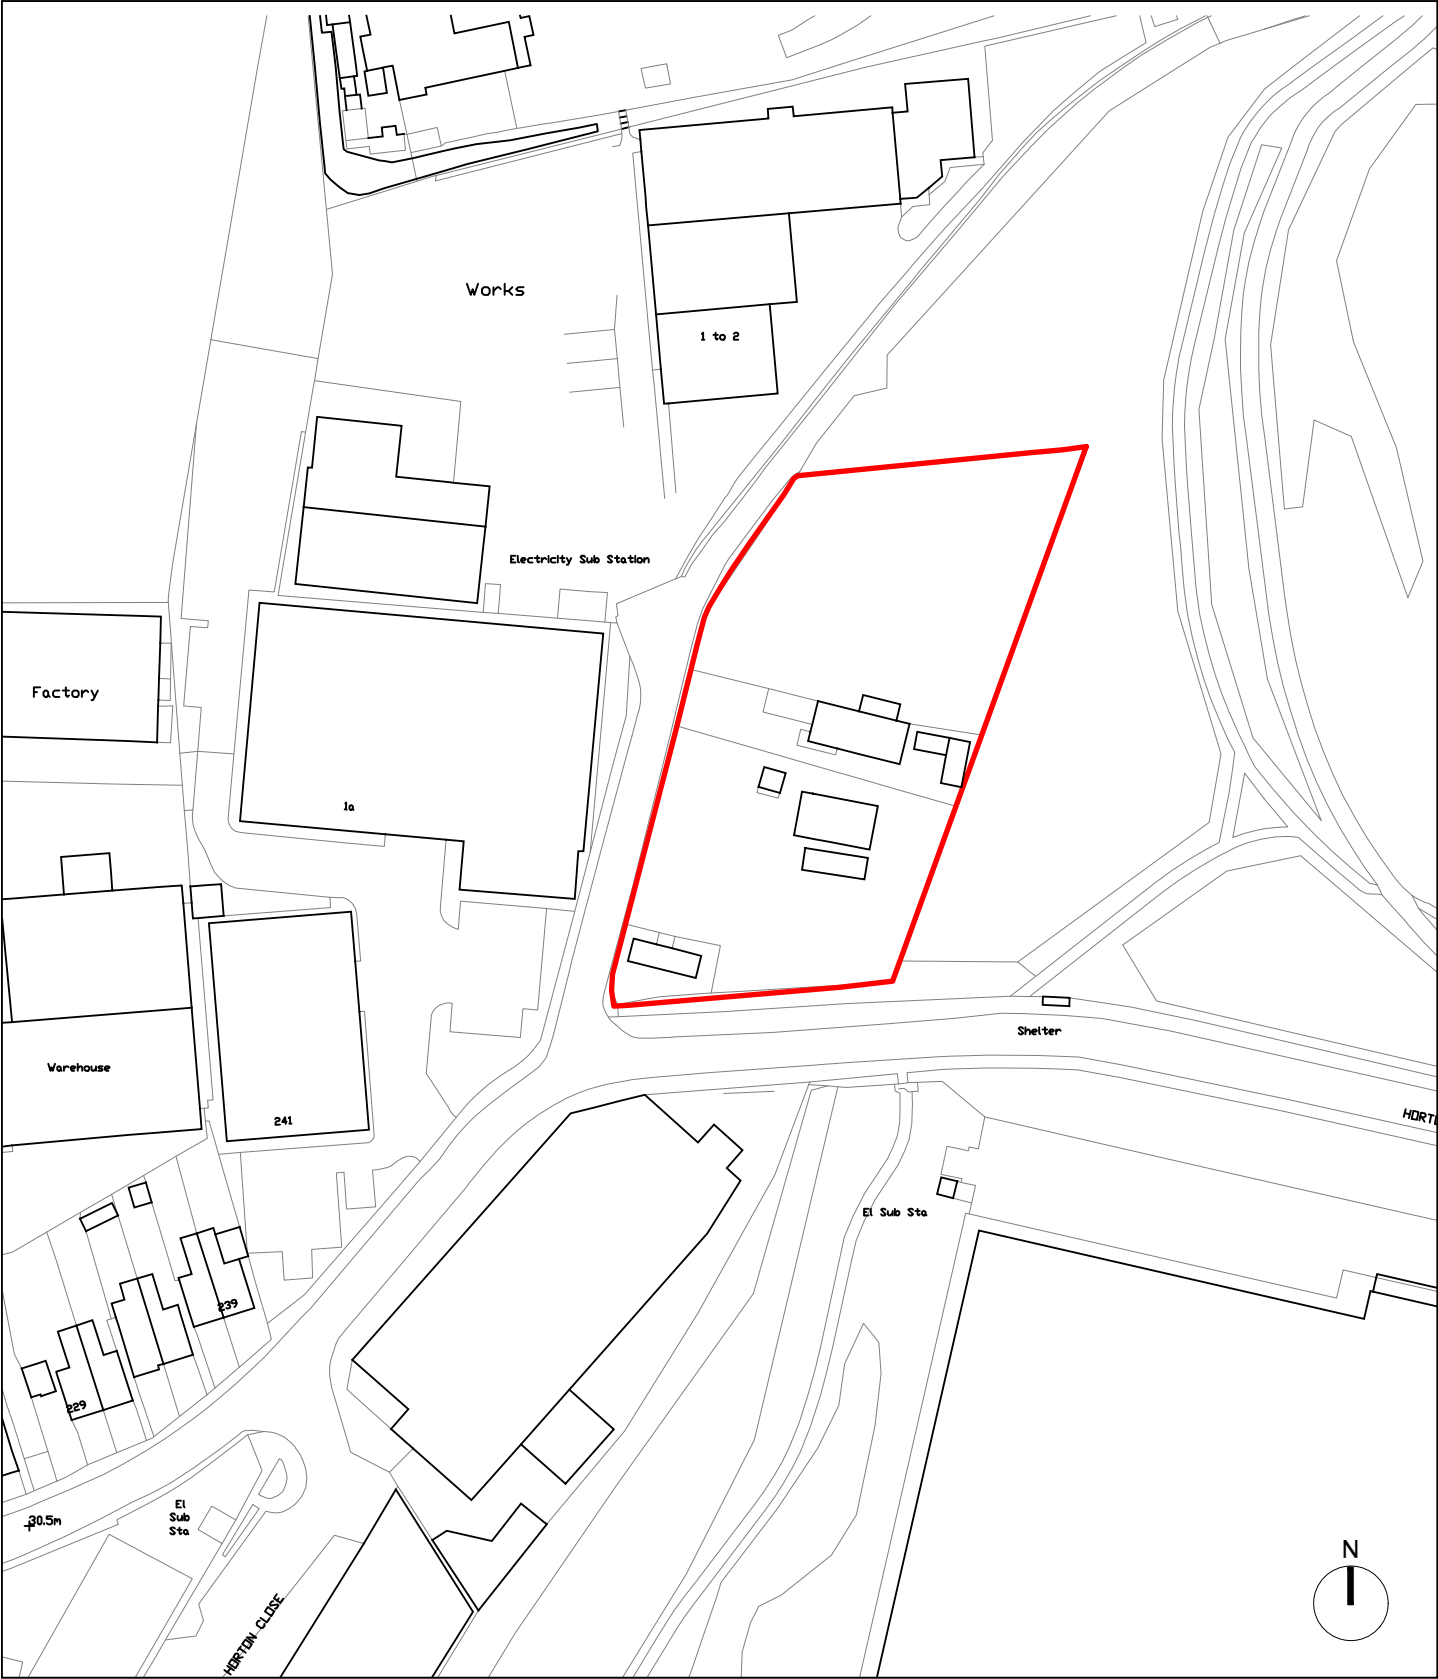 Works
1 to 2
Electricity Sub Station
Factory
1a
Shelter
Warehouse
HORT
241
El Sub Sta
239
229
El
Sub
Sta
30.5m
N
HORTON CLOSE